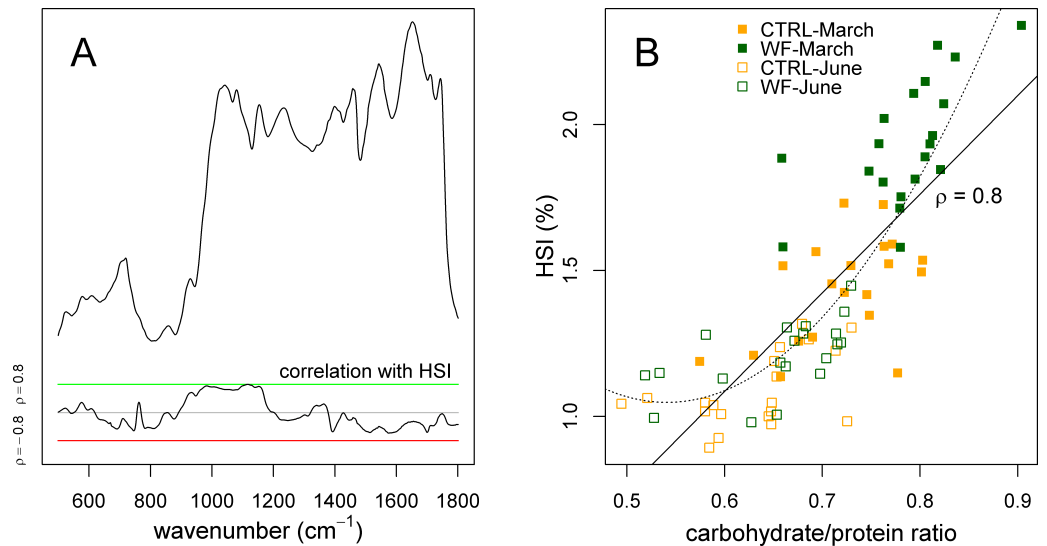 A
correlation with HSI
ρ = 0.8
ρ = −0.8
600 800 1000 1200 1400 1600 1800
wavenumber (cm⁻¹)
B
CTRL-March
WF-March
CTRL-June
WF-June
ρ = 0.8
HSI (%)
2.0
1.5
1.0
0.5 0.6 0.7 0.8 0.9
carbohydrate/protein ratio